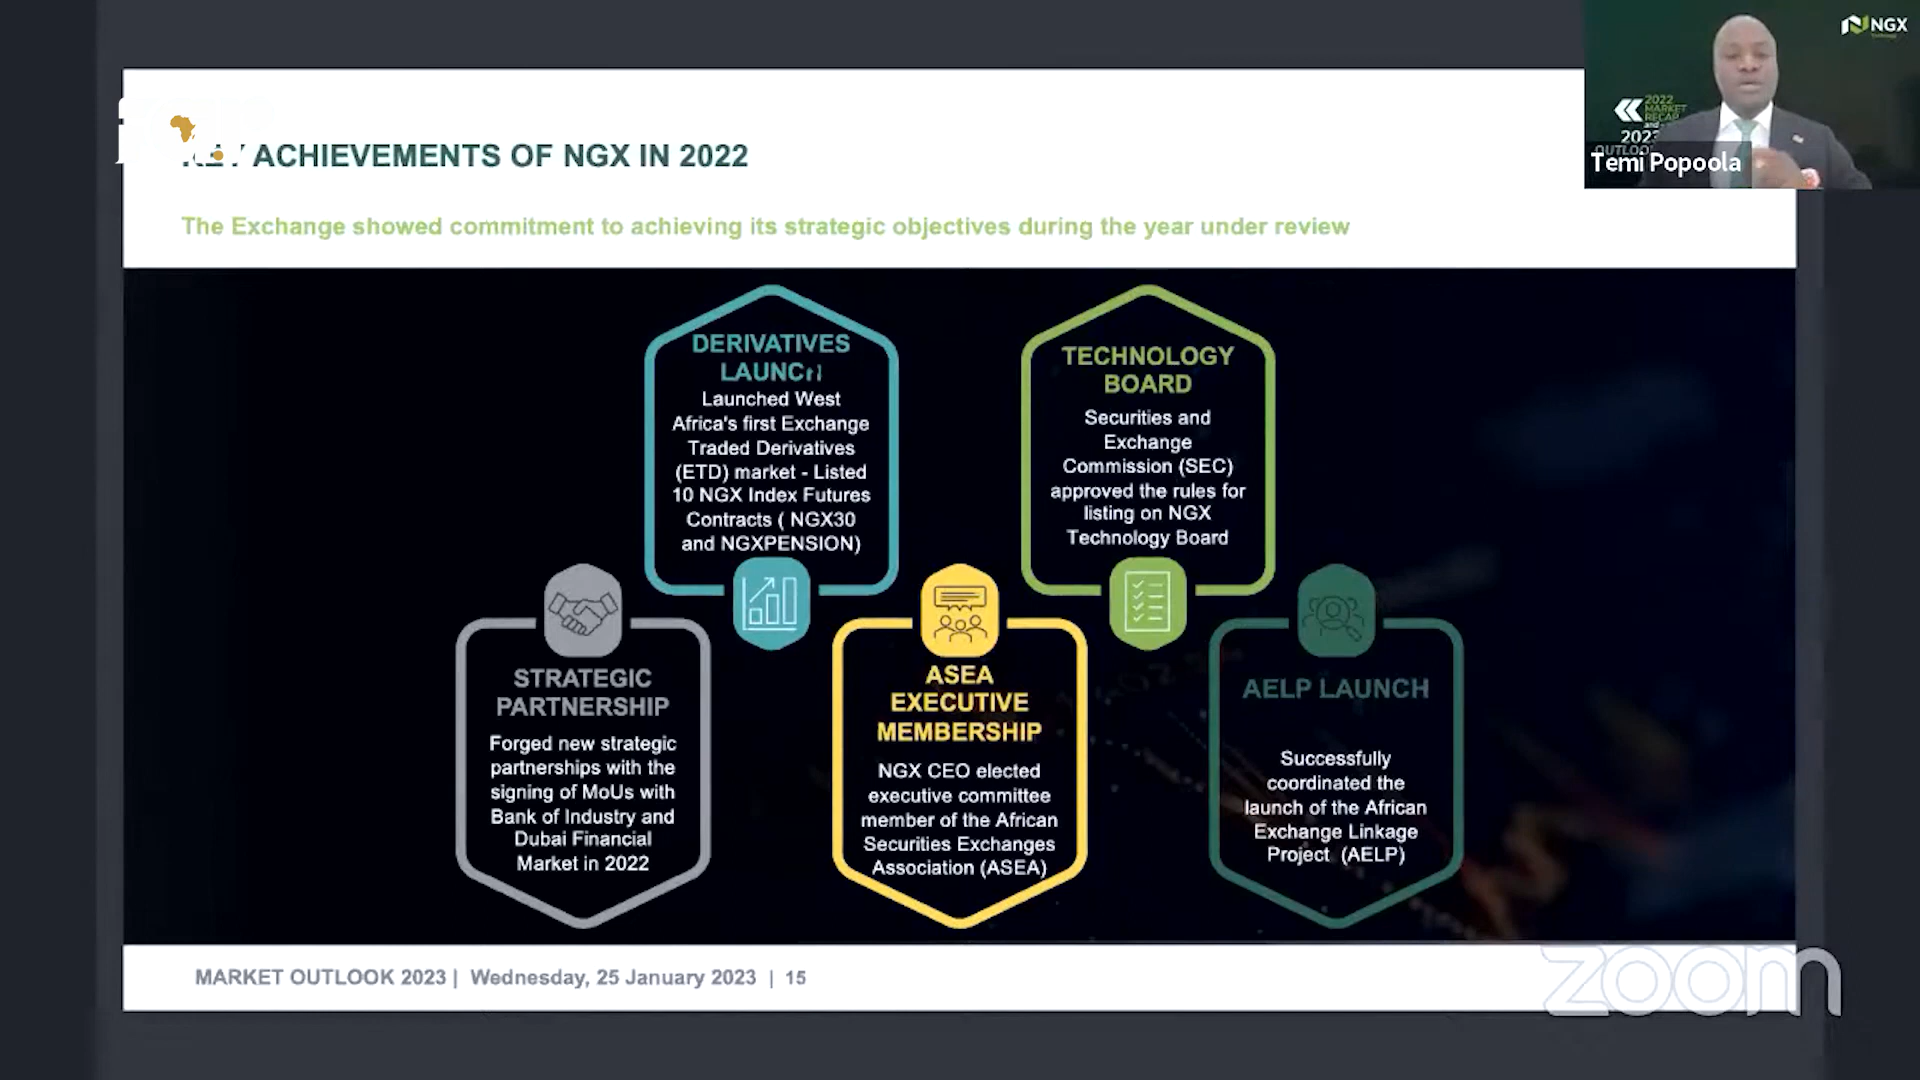 NGX
2022
MARKET
RECAP
and
2023
OUTLOOK
Temi Popoola
KEY ACHIEVEMENTS OF NGX IN 2022
The Exchange showed commitment to achieving its strategic objectives during the year under review
DERIVATIVES
LAUNCH
Launched West
Africa's first Exchange
Traded Derivatives
(ETD) market - Listed
10 NGX Index Futures
Contracts ( NGX30
and NGXPENSION)
TECHNOLOGY
BOARD
Securities and
Exchange
Commission (SEC)
approved the rules for
listing on NGX
Technology Board
STRATEGIC
PARTNERSHIP
Forged new strategic
partnerships with the
signing of MoUs with
Bank of Industry and
Dubai Financial
Market in 2022
ASEA
EXECUTIVE
MEMBERSHIP
NGX CEO elected
executive committee
member of the African
Securities Exchanges
Association (ASEA)
AELP LAUNCH
Successfully
coordinated the
launch of the African
Exchange Linkage
Project (AELP)
MARKET OUTLOOK 2023 | Wednesday, 25 January 2023 | 15
zoom